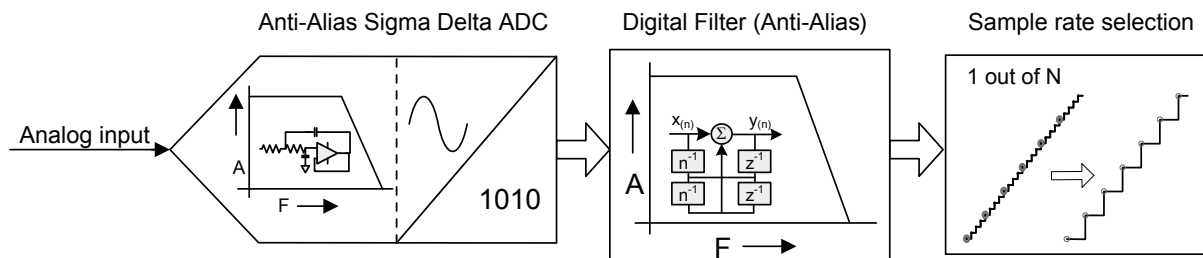 Anti-Alias Sigma Delta ADC
Digital Filter (Anti-Alias)
Sample rate selection
Analog input
A
F
1010
A
F
x(n)
Σ
y(n)
n-1
z-1
n-1
z-1
1 out of N